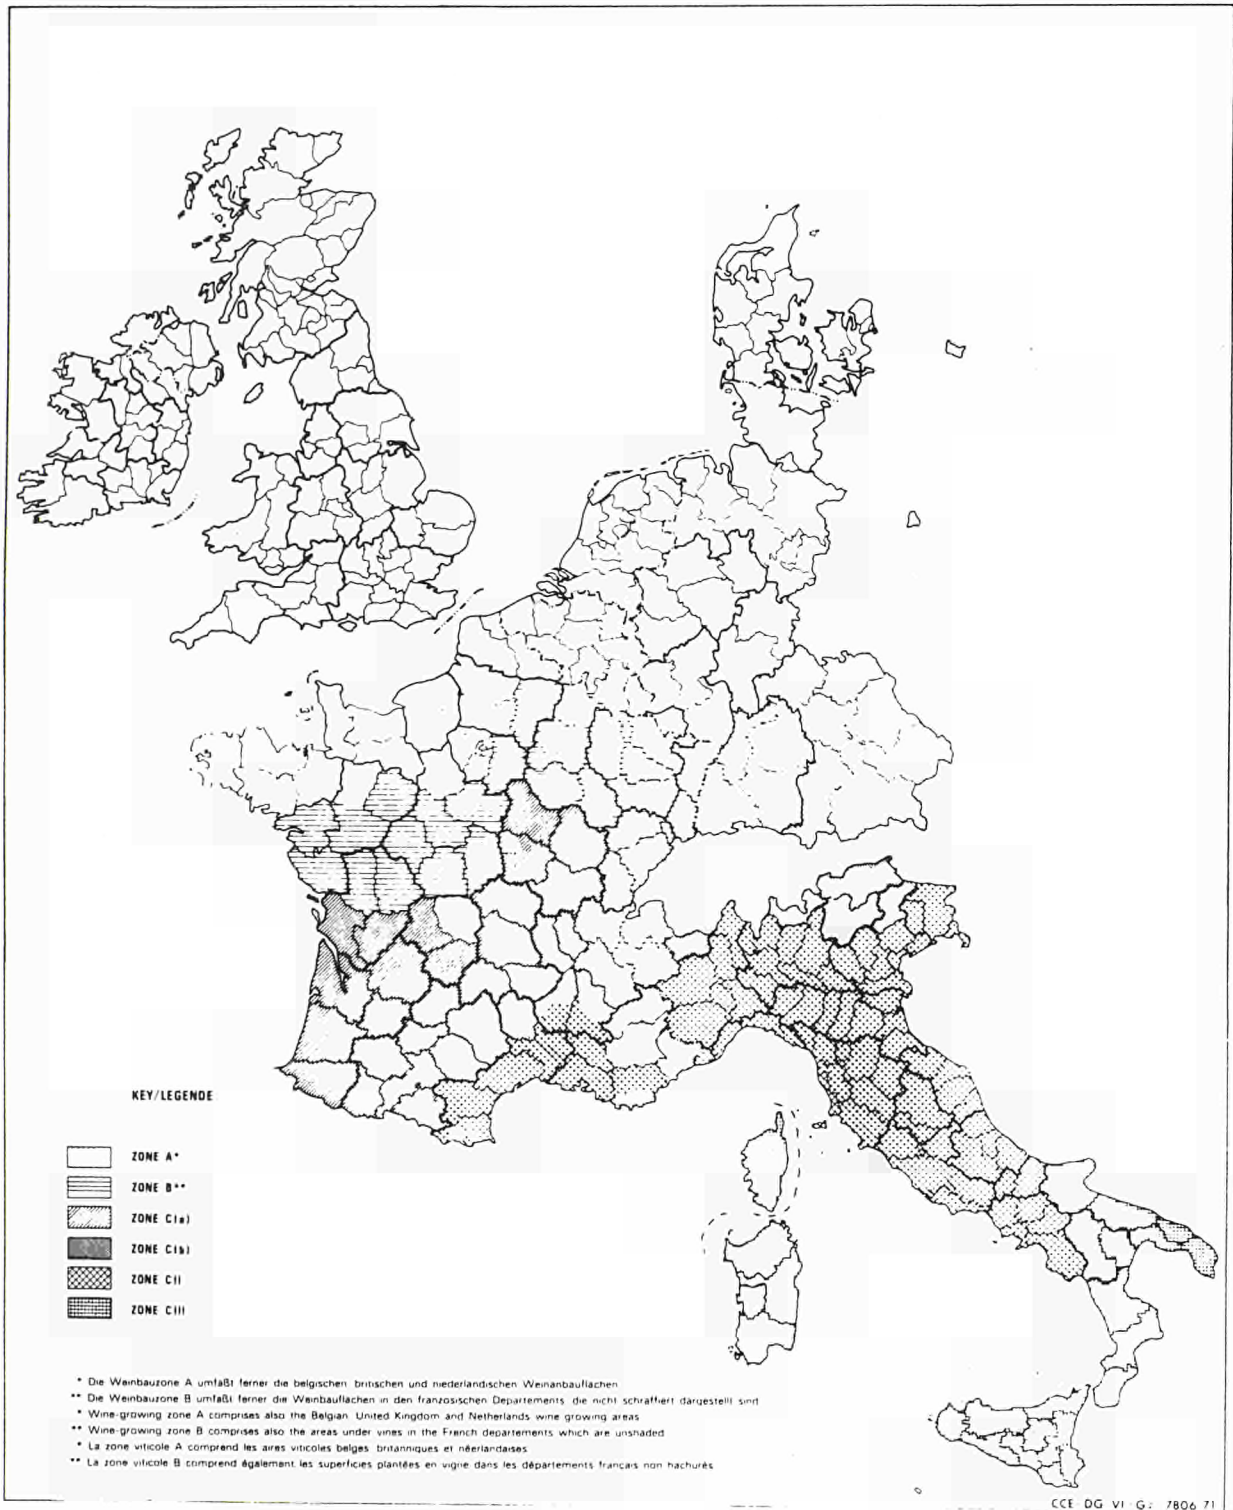 KEY/LEGENDE
ZONE A*
ZONE B**
ZONE C(a)
ZONE C(b)
ZONE CII
ZONE CIII
* Die Weinbauzone A umfaßt ferner die belgischen britischen und niederländischen Weinanbauflächen
** Die Weinbauzone B umfaßt ferner die Weinbauflächen in den französischen Departements die nicht schraffiert dargestellt sind
* Wine-growing zone A comprises also the Belgian United Kingdom and Netherlands wine growing areas
** Wine-growing zone B comprises also the areas under vines in the French departements which are unshaded
* La zone viticole A comprend les aires viticoles belges britanniques et néerlandaises
** La zone viticole B comprend également les superficies plantées en vigne dans les départements français non hachurés
CCE-DG VI-G2 7806 71